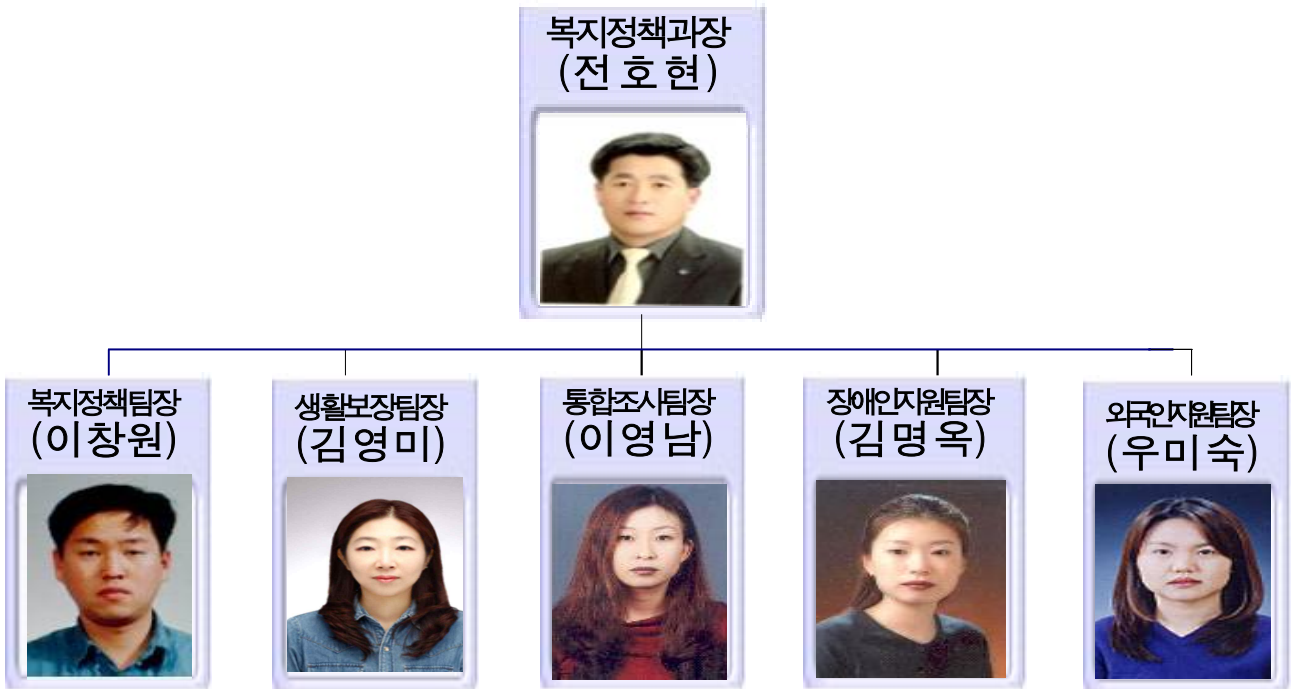 복지정책과장
(전 호 현)
복지정책팀장
(이창원)
생활보장팀장
(김영미)
통합조사팀장
(이영남)
장애인지원팀장
(김명옥)
외국인지원팀장
(우미숙)